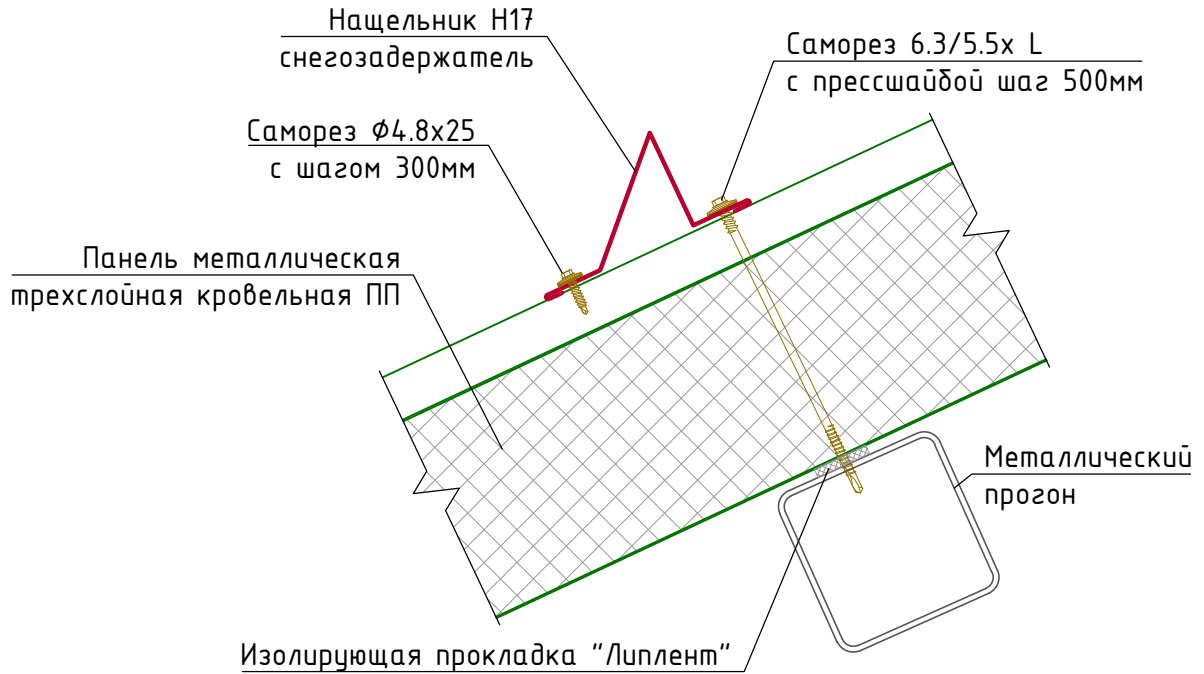 Нащельник Н17
снегозадержатель
Саморез 6.3/5.5х L
с прессшайбой шаг 500мм
Саморез Ф4.8х25
с шагом 300мм
Панель металлическая
трехслойная кровельная ПП
Металлический
прогон
Изолирующая прокладка "Липлент"